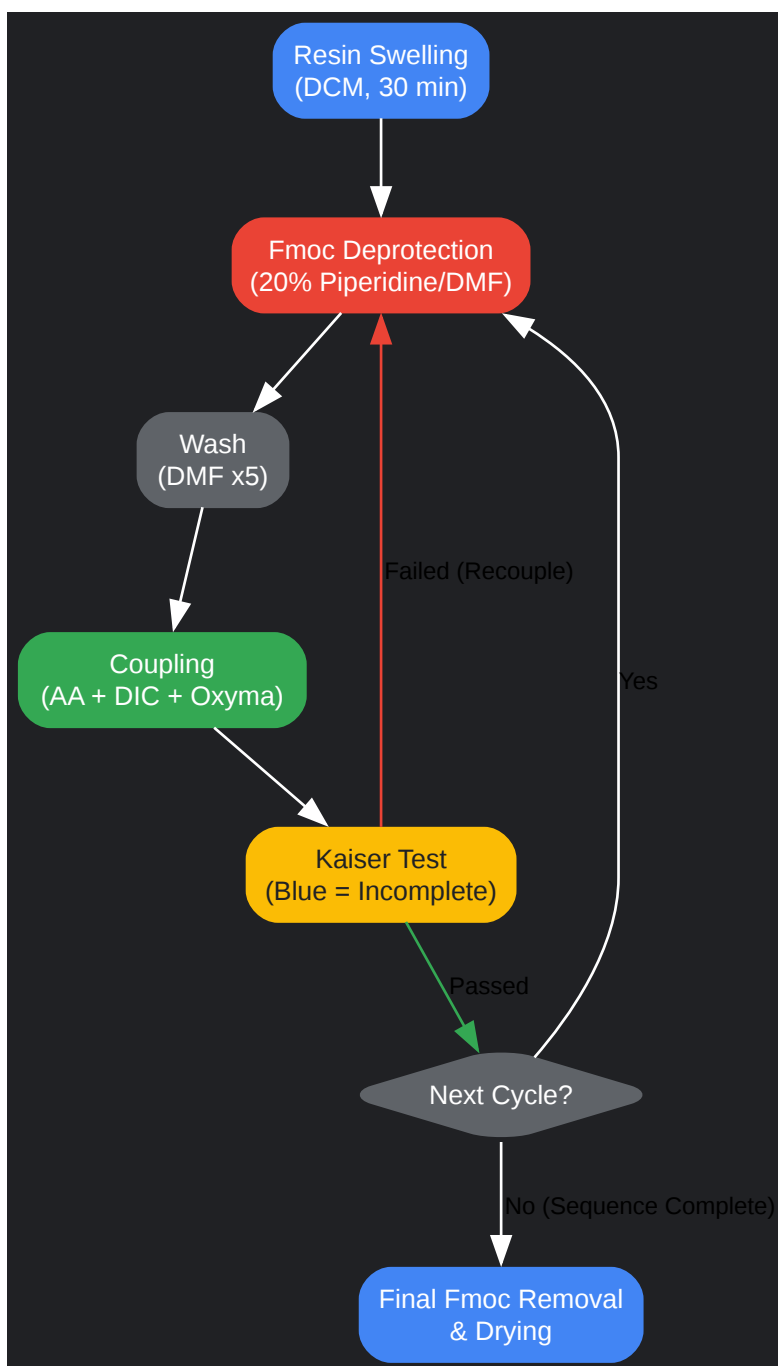 Resin Swelling
(DCM, 30 min)
Fmoc Deprotection
(20% Piperidine/DMF)
Wash
(DMF x5)
Failed (Recouple)
Coupling
(AA + DIC + Oxyma)
Yes
Kaiser Test
(Blue = Incomplete)
Passed
Next Cycle?
No (Sequence Complete)
Final Fmoc Removal
& Drying